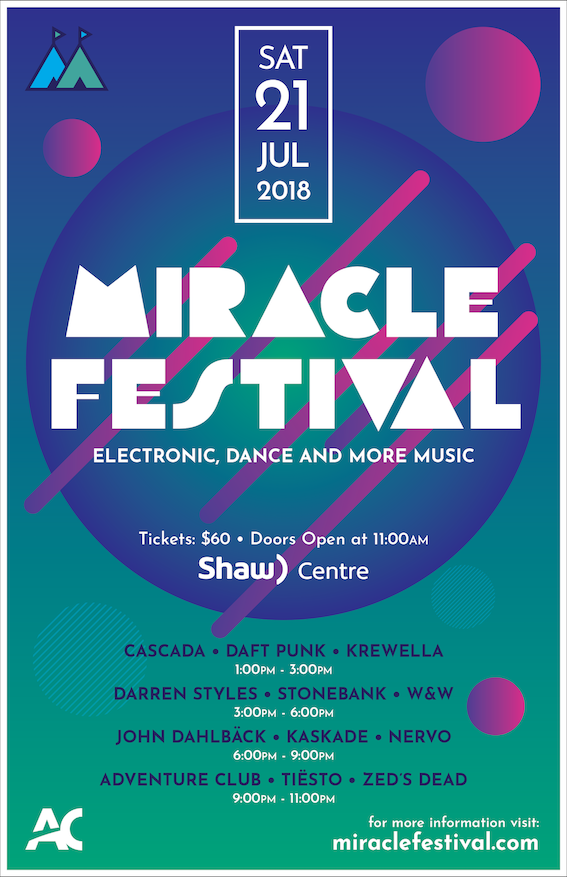 SAT
21
JUL
2018
MIRACLE
FESTIVAL
ELECTRONIC, DANCE AND MORE MUSIC
Tickets: $60 • Doors Open at 11:00AM
Shaw) Centre
CASCADA • DAFT PUNK • KREWELLA
1:00PM - 3:00PM
DARREN STYLES • STONEBANK • W&W
3:00PM - 6:00PM
JOHN DAHLBÄCK • KASKADE • NERVO
6:00PM - 9:00PM
ADVENTURE CLUB • TIËSTO • ZED'S DEAD
9:00PM - 11:00PM
AC
for more information visit:
miraclefestival.com